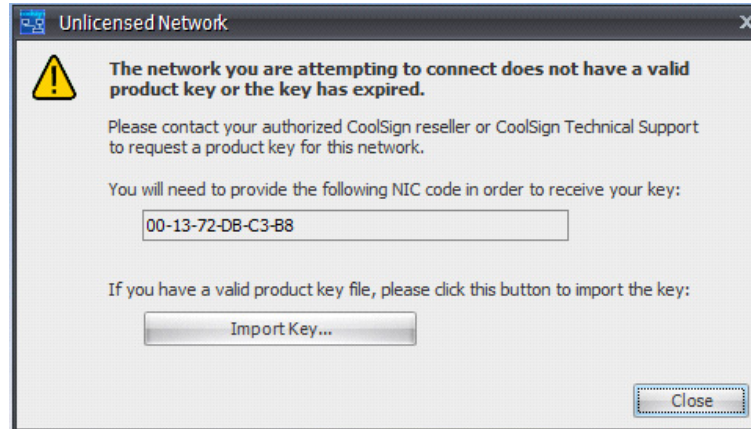 Unlicensed Network
The network you are attempting to connect does not have a valid
product key or the key has expired.
Please contact your authorized CoolSign reseller or CoolSign Technical Support
to request a product key for this network.
You will need to provide the following NIC code in order to receive your key:
00-13-72-DB-C3-B8
If you have a valid product key file, please click this button to import the key:
Import Key...
Close